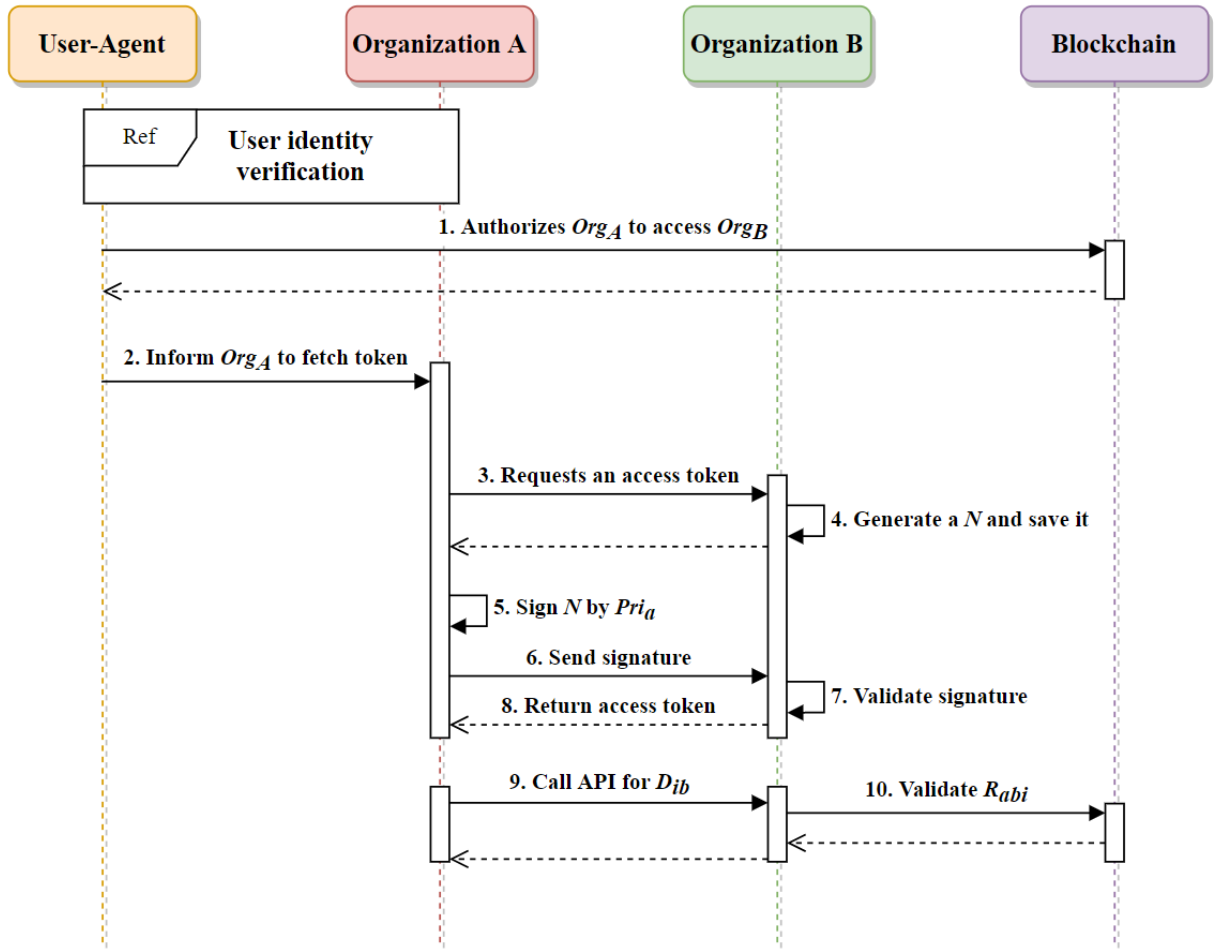 User-Agent
Organization A
Organization B
Blockchain
Ref
User identity
verification
1. Authorizes OrgA to access OrgB
2. Inform OrgA to fetch token
3. Requests an access token
4. Generate a N and save it
5. Sign N by Pria
6. Send signature
7. Validate signature
8. Return access token
9. Call API for Dib
10. Validate Rabi